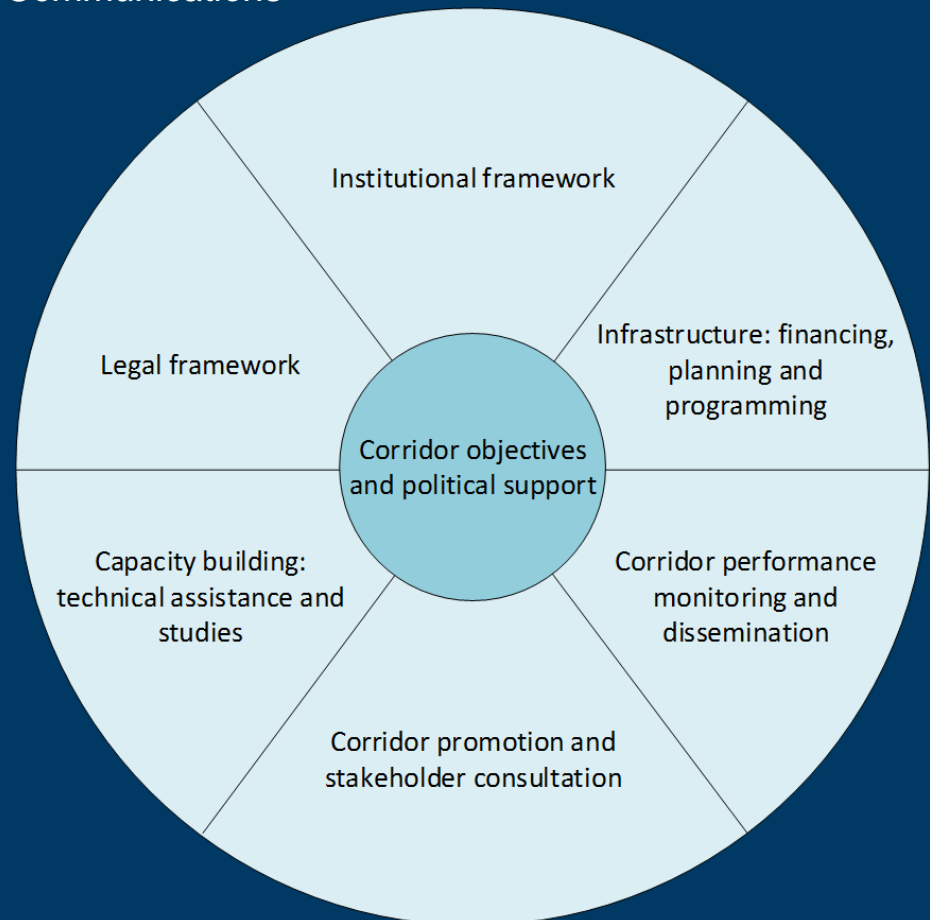 Communications
Institutional framework
Infrastructure: financing,
planning and
programming
Legal framework
Corridor objectives
and political support
Capacity building:
technical assistance and
studies
Corridor performance
monitoring and
dissemination
Corridor promotion and
stakeholder consultation